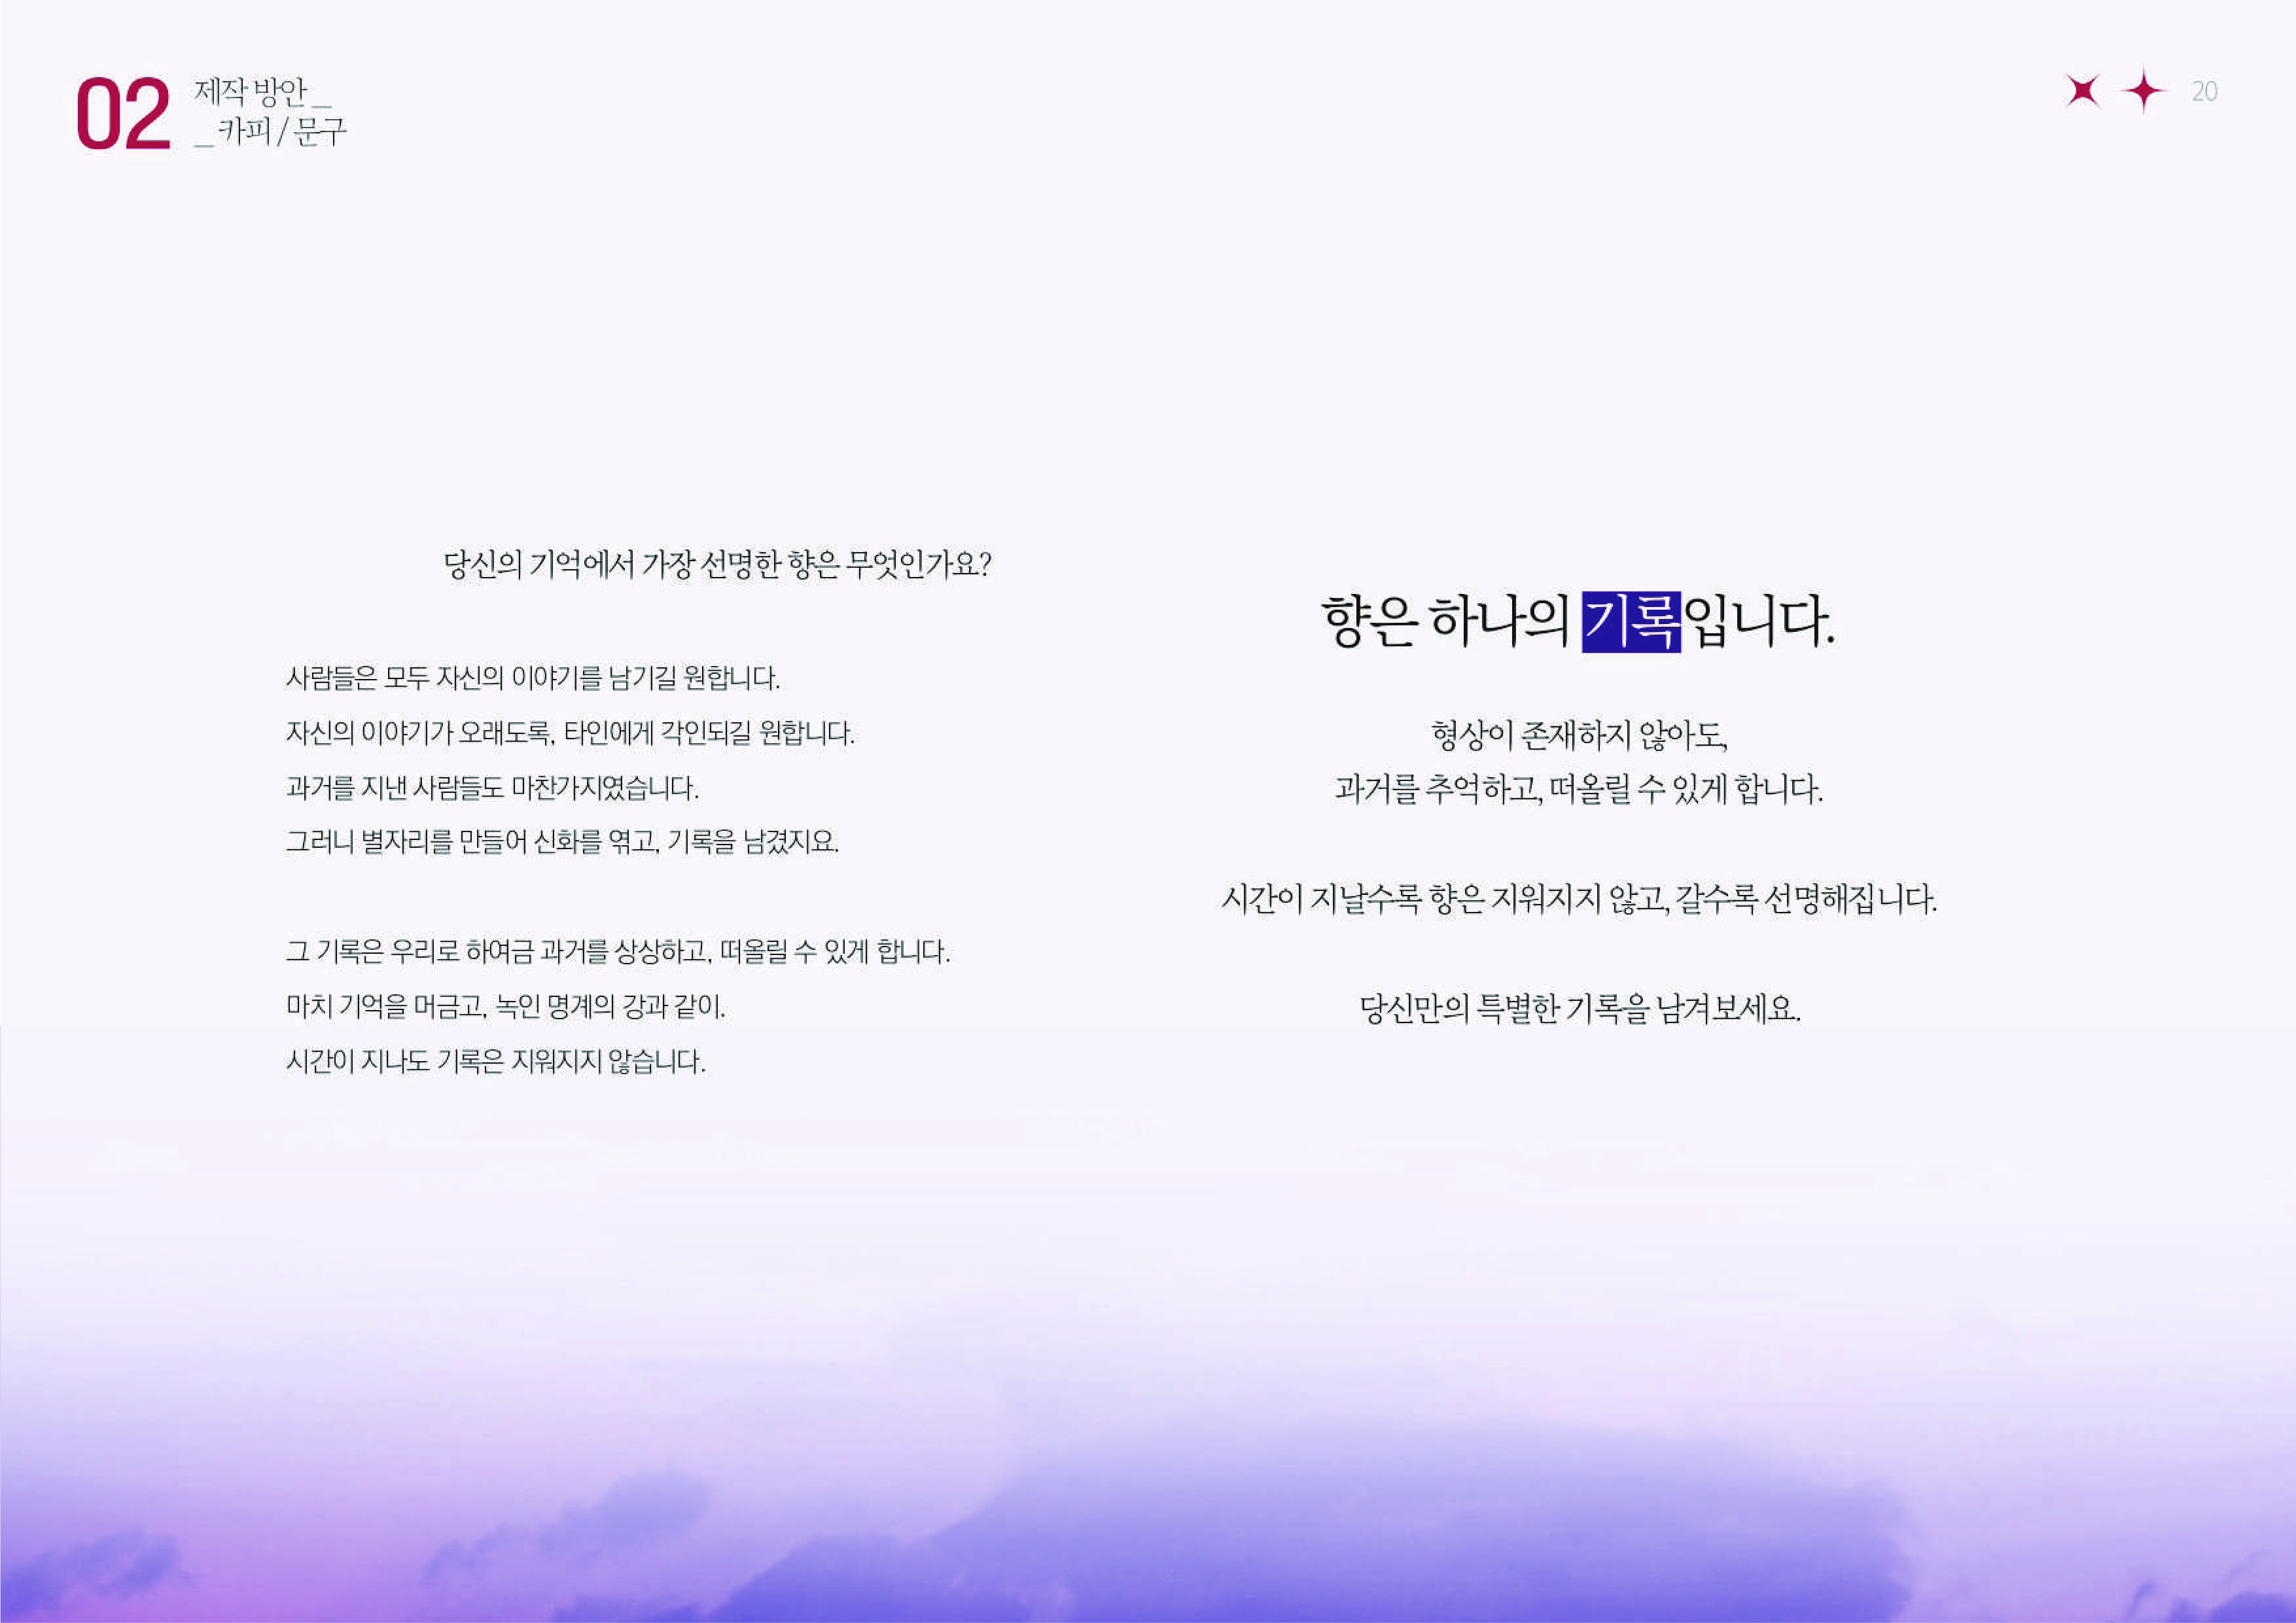 02
제작 방안 _
_ 카피 / 문구
20
당신의 기억에서 가장 선명한 향은 무엇인가요?
사람들은 모두 자신의 이야기를 남기길 원합니다.
자신의 이야기가 오래도록, 타인에게 각인되길 원합니다.
과거를 지낸 사람들도 마찬가지였습니다.
그러니 별자리를 만들어 신화를 엮고, 기록을 남겼지요.
그 기록은 우리로 하여금 과거를 상상하고, 떠올릴 수 있게 합니다.
마치 기억을 머금고, 녹인 명계의 강과 같이.
시간이 지나도 기록은 지워지지 않습니다.
향은 하나의 기록입니다.
형상이 존재하지 않아도,
과거를 추억하고, 떠올릴 수 있게 합니다.
시간이 지날수록 향은 지워지지 않고, 갈수록 선명해집니다.
당신만의 특별한 기록을 남겨보세요.